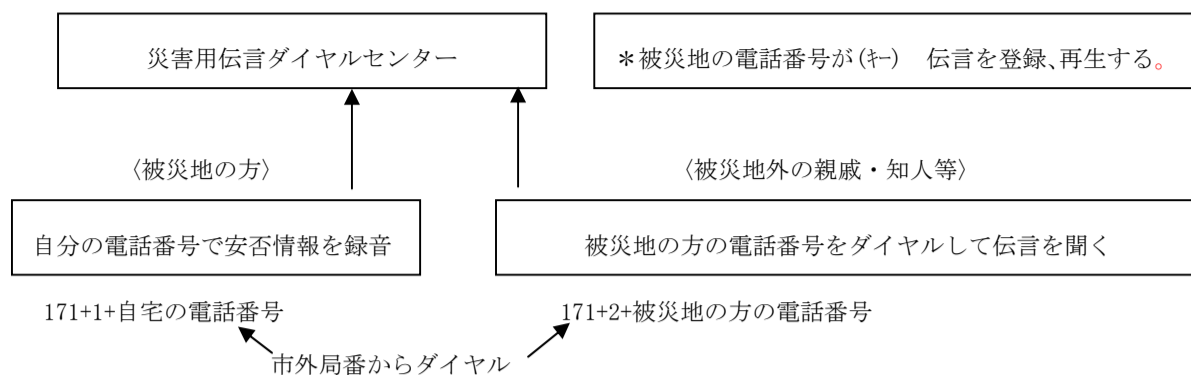 災害用伝言ダイヤルセンター
＊被災地の電話番号が(ｷｰ)　伝言を登録､再生する。
〈被災地の方〉
〈被災地外の親戚・知人等〉
自分の電話番号で安否情報を録音
被災地の方の電話番号をダイヤルして伝言を聞く
171+1+自宅の電話番号
171+2+被災地の方の電話番号
市外局番からダイヤル